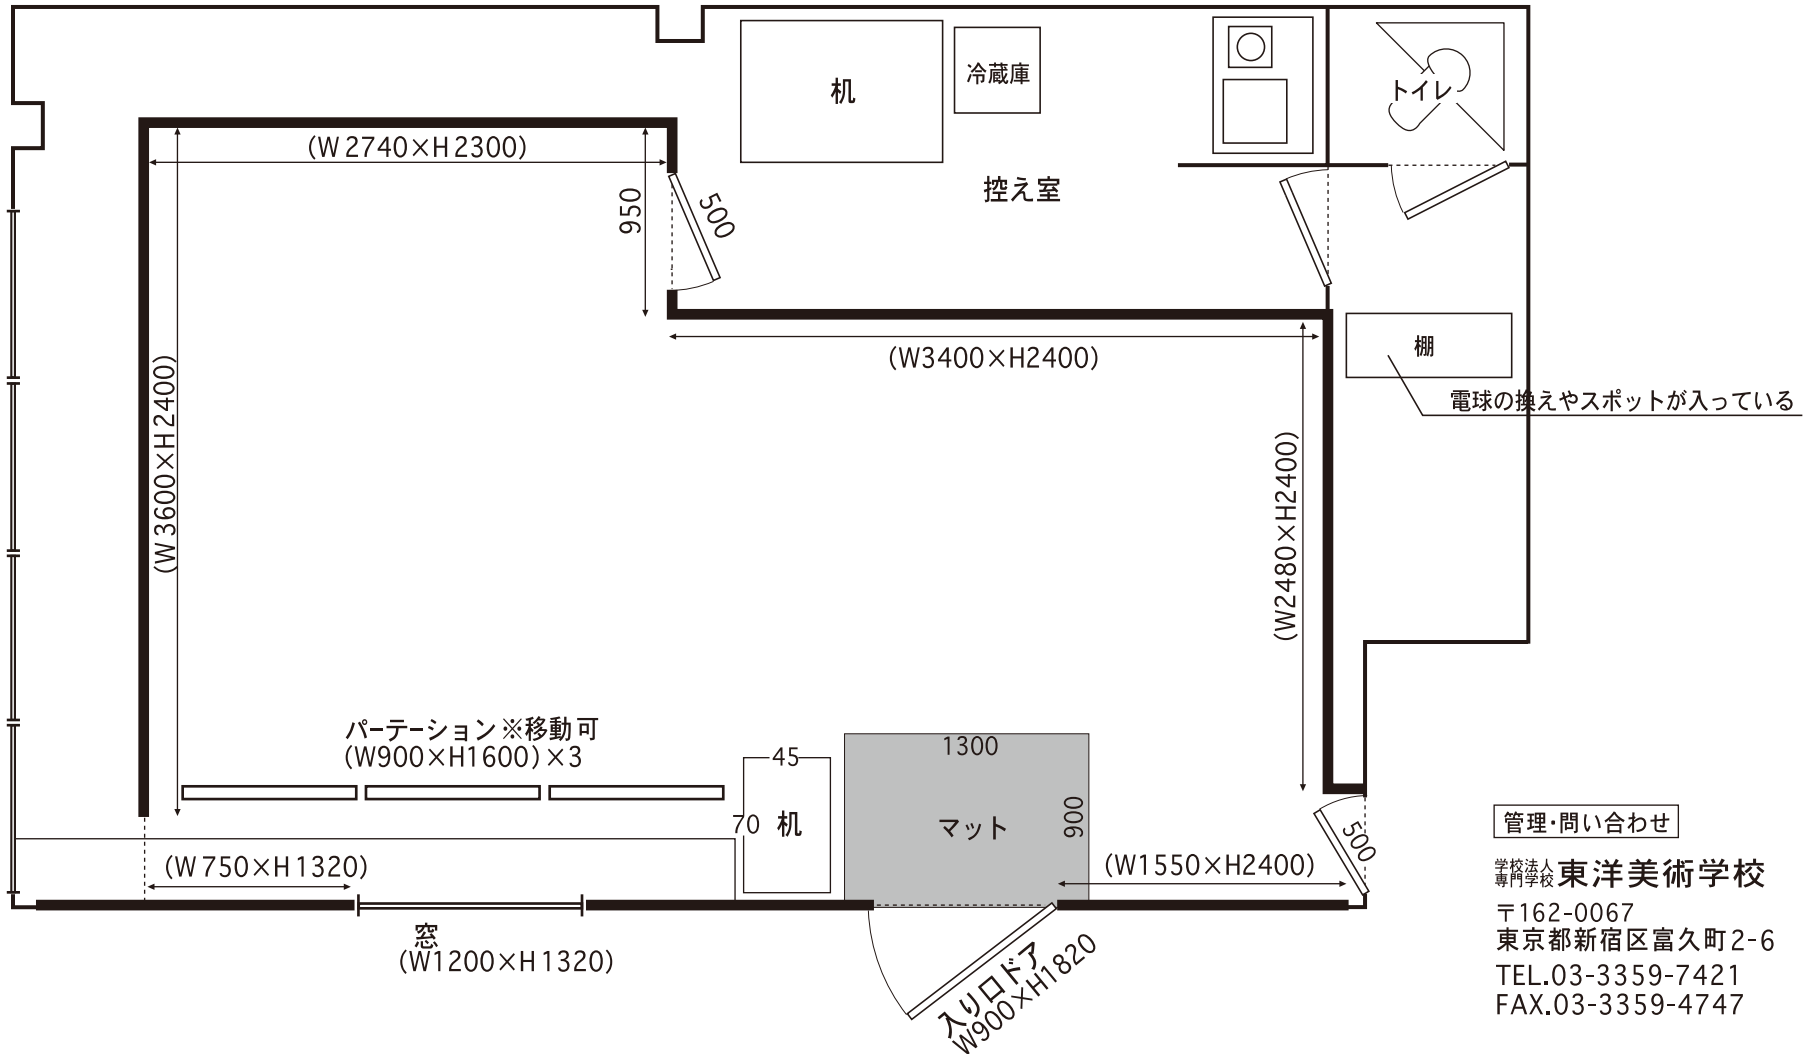 机
冷蔵庫
トイレ
(W2740×H2300)
950
500
控え室
(W3400×H2400)
棚
電球の換えやスポットが入っている
(W3600×H2400)
(W2480×H2400)
パーテーション※移動可
(W900×H1600)×3
45
70 机
1300
マット
900
(W750×H1320)
(W1550×H2400)
500
窓
(W1200×H1320)
入り口ドア
W900×H1820
管理・問い合わせ
学校法人
専門学校
東洋美術学校
〒162-0067
東京都新宿区富久町2-6
TEL.03-3359-7421
FAX.03-3359-4747